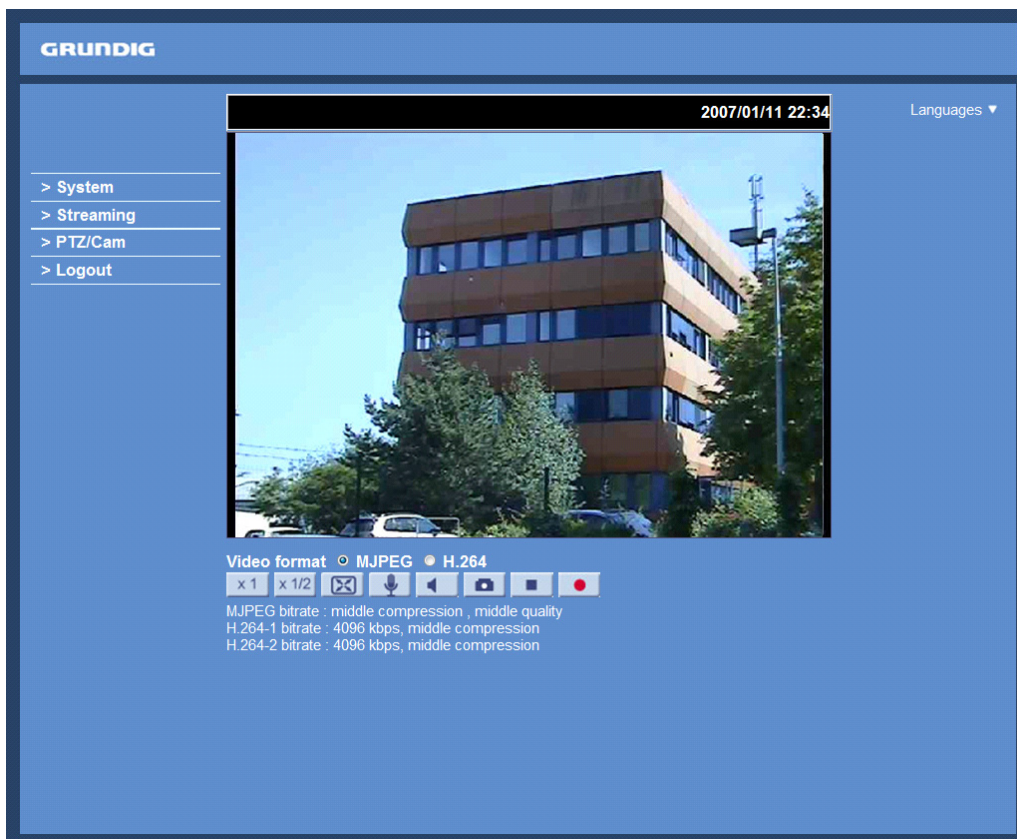 GRUNDIG
2007/01/11 22:34
Languages ▼
> System
> Streaming
> PTZ/Cam
> Logout
Video format MJPEG H.264
x 1 x 1/2
MJPEG bitrate : middle compression , middle quality
H.264-1 bitrate : 4096 kbps, middle compression
H.264-2 bitrate : 4096 kbps, middle compression